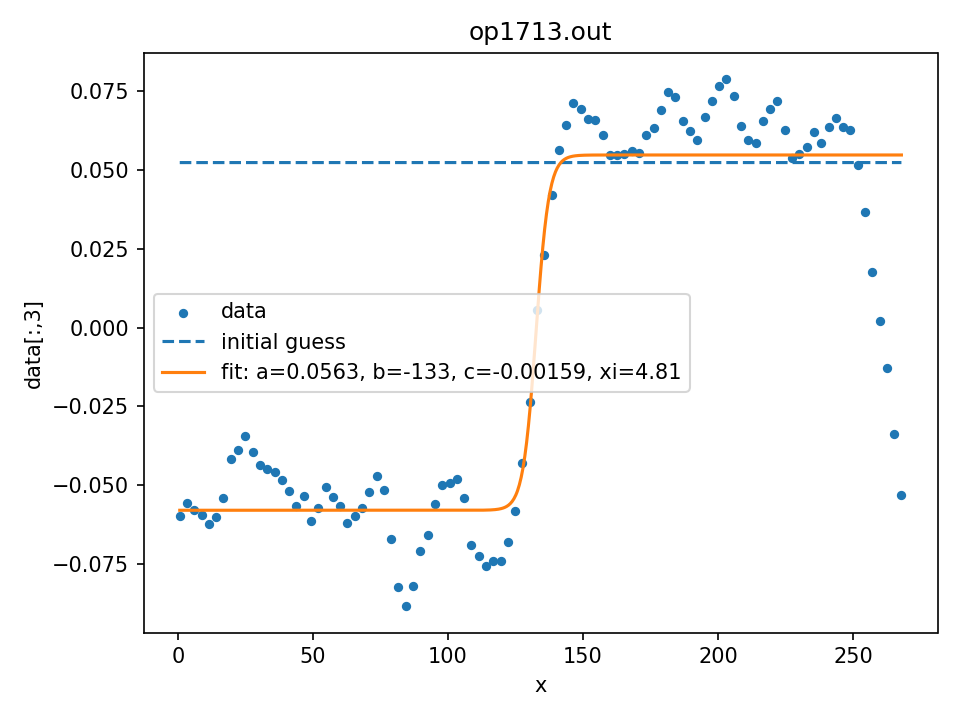 op1713.out
0.075
0.050
0.025
0.000
−0.025
−0.050
−0.075
data[:,3]
data
initial guess
fit: a=0.0563, b=-133, c=-0.00159, xi=4.81
0 50 100 150 200 250
x